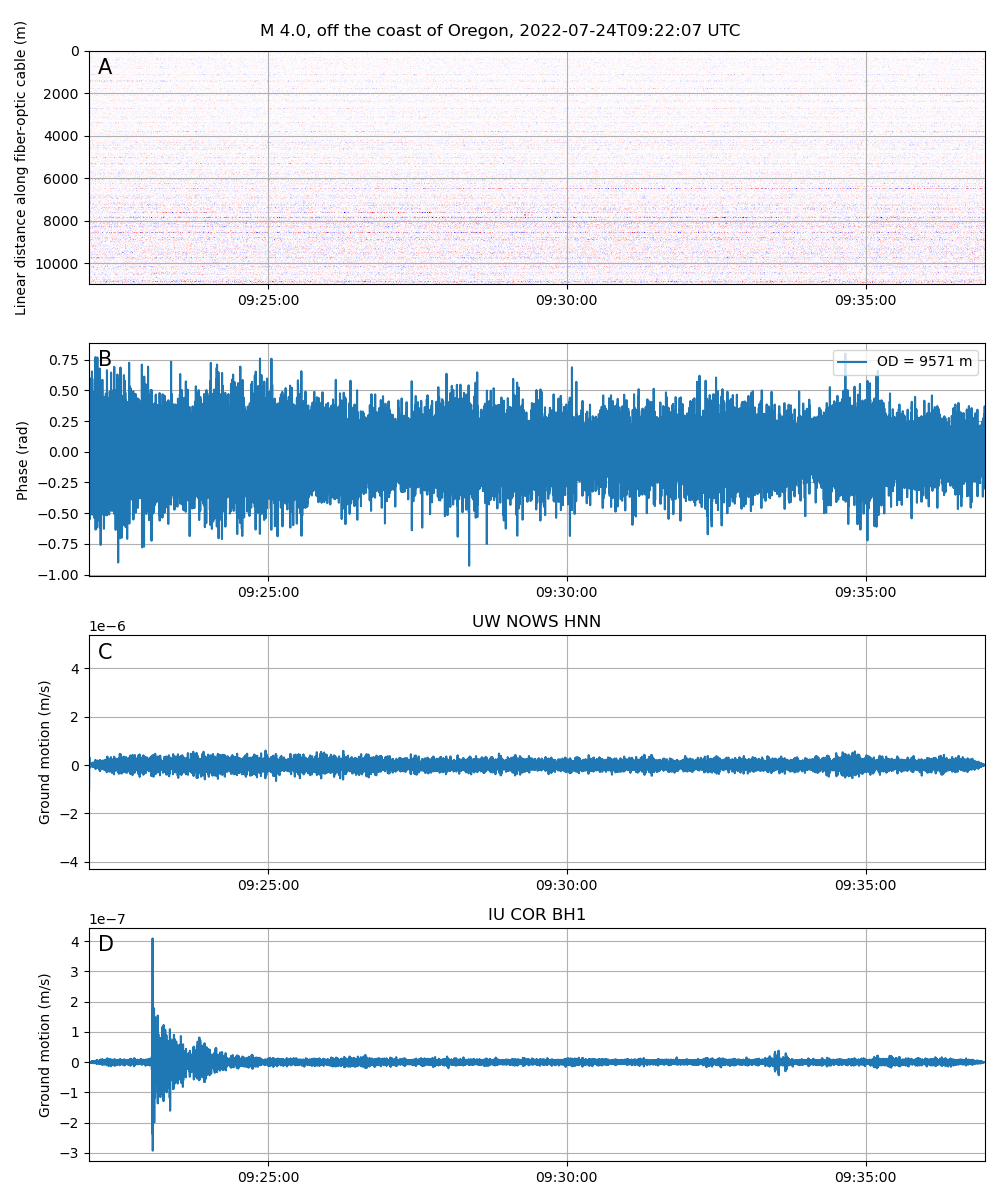 M 4.0, off the coast of Oregon, 2022-07-24T09:22:07 UTC
A
Linear distance along fiber-optic cable (m)
0
2000
4000
6000
8000
10000
09:25:00 09:30:00 09:35:00
B
OD = 9571 m
Phase (rad)
0.75
0.50
0.25
0.00
−0.25
−0.50
−0.75
−1.00
09:25:00 09:30:00 09:35:00
UW NOWS HNN
1e−6
C
Ground motion (m/s)
4
2
0
−2
−4
09:25:00 09:30:00 09:35:00
IU COR BH1
1e−7
D
Ground motion (m/s)
4
3
2
1
0
−1
−2
−3
09:25:00 09:30:00 09:35:00